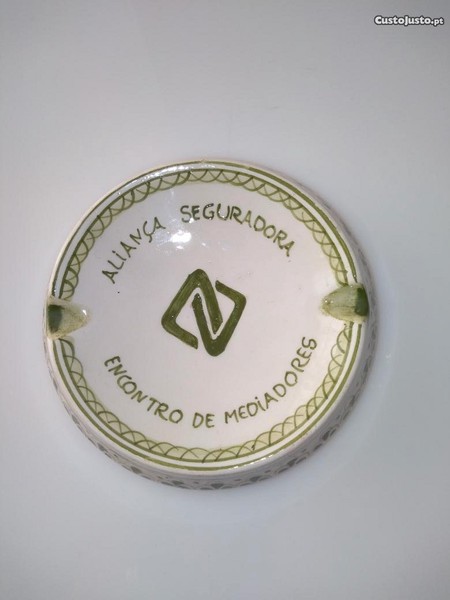 CustoJusto.pt
ALIANÇA SEGURADORA
ENCONTRO DE MEDiADORES